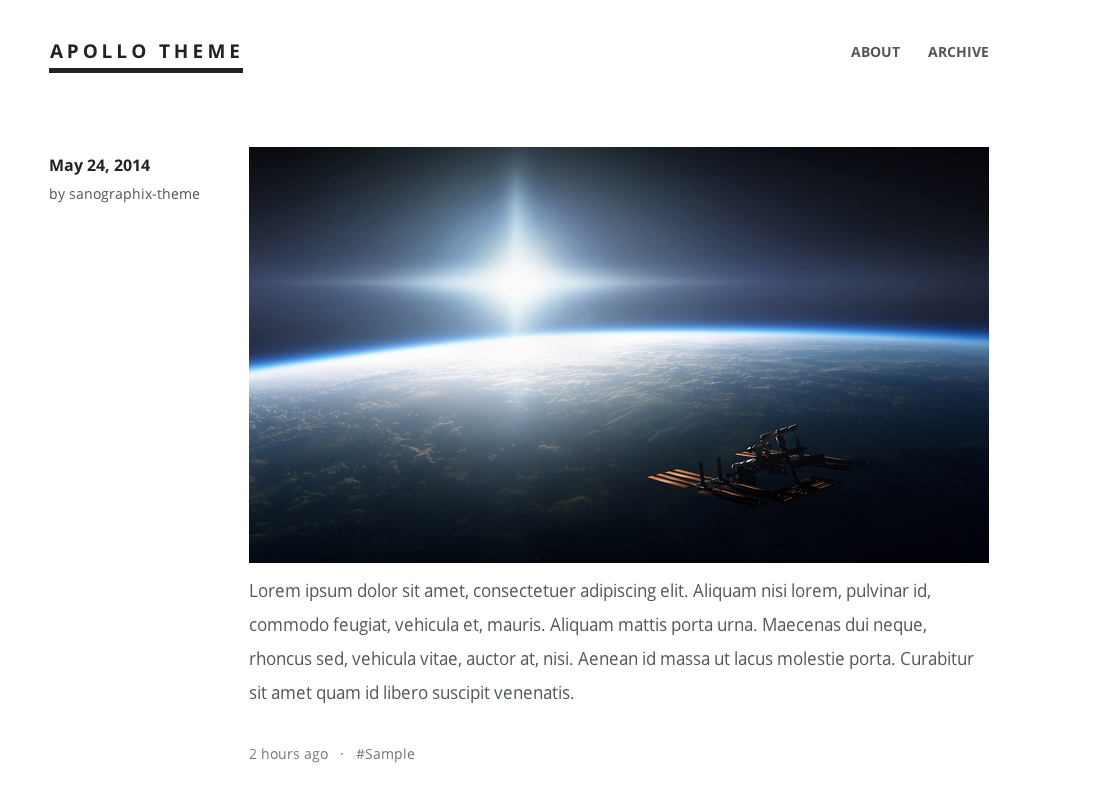 APOLLO THEME
ABOUT ARCHIVE
May 24, 2014
by sanographix-theme
Lorem ipsum dolor sit amet, consectetuer adipiscing elit. Aliquam nisi lorem, pulvinar id,
commodo feugiat, vehicula et, mauris. Aliquam mattis porta urna. Maecenas dui neque,
rhoncus sed, vehicula vitae, auctor at, nisi. Aenean id massa ut lacus molestie porta. Curabitur
sit amet quam id libero suscipit venenatis.
2 hours ago · #Sample